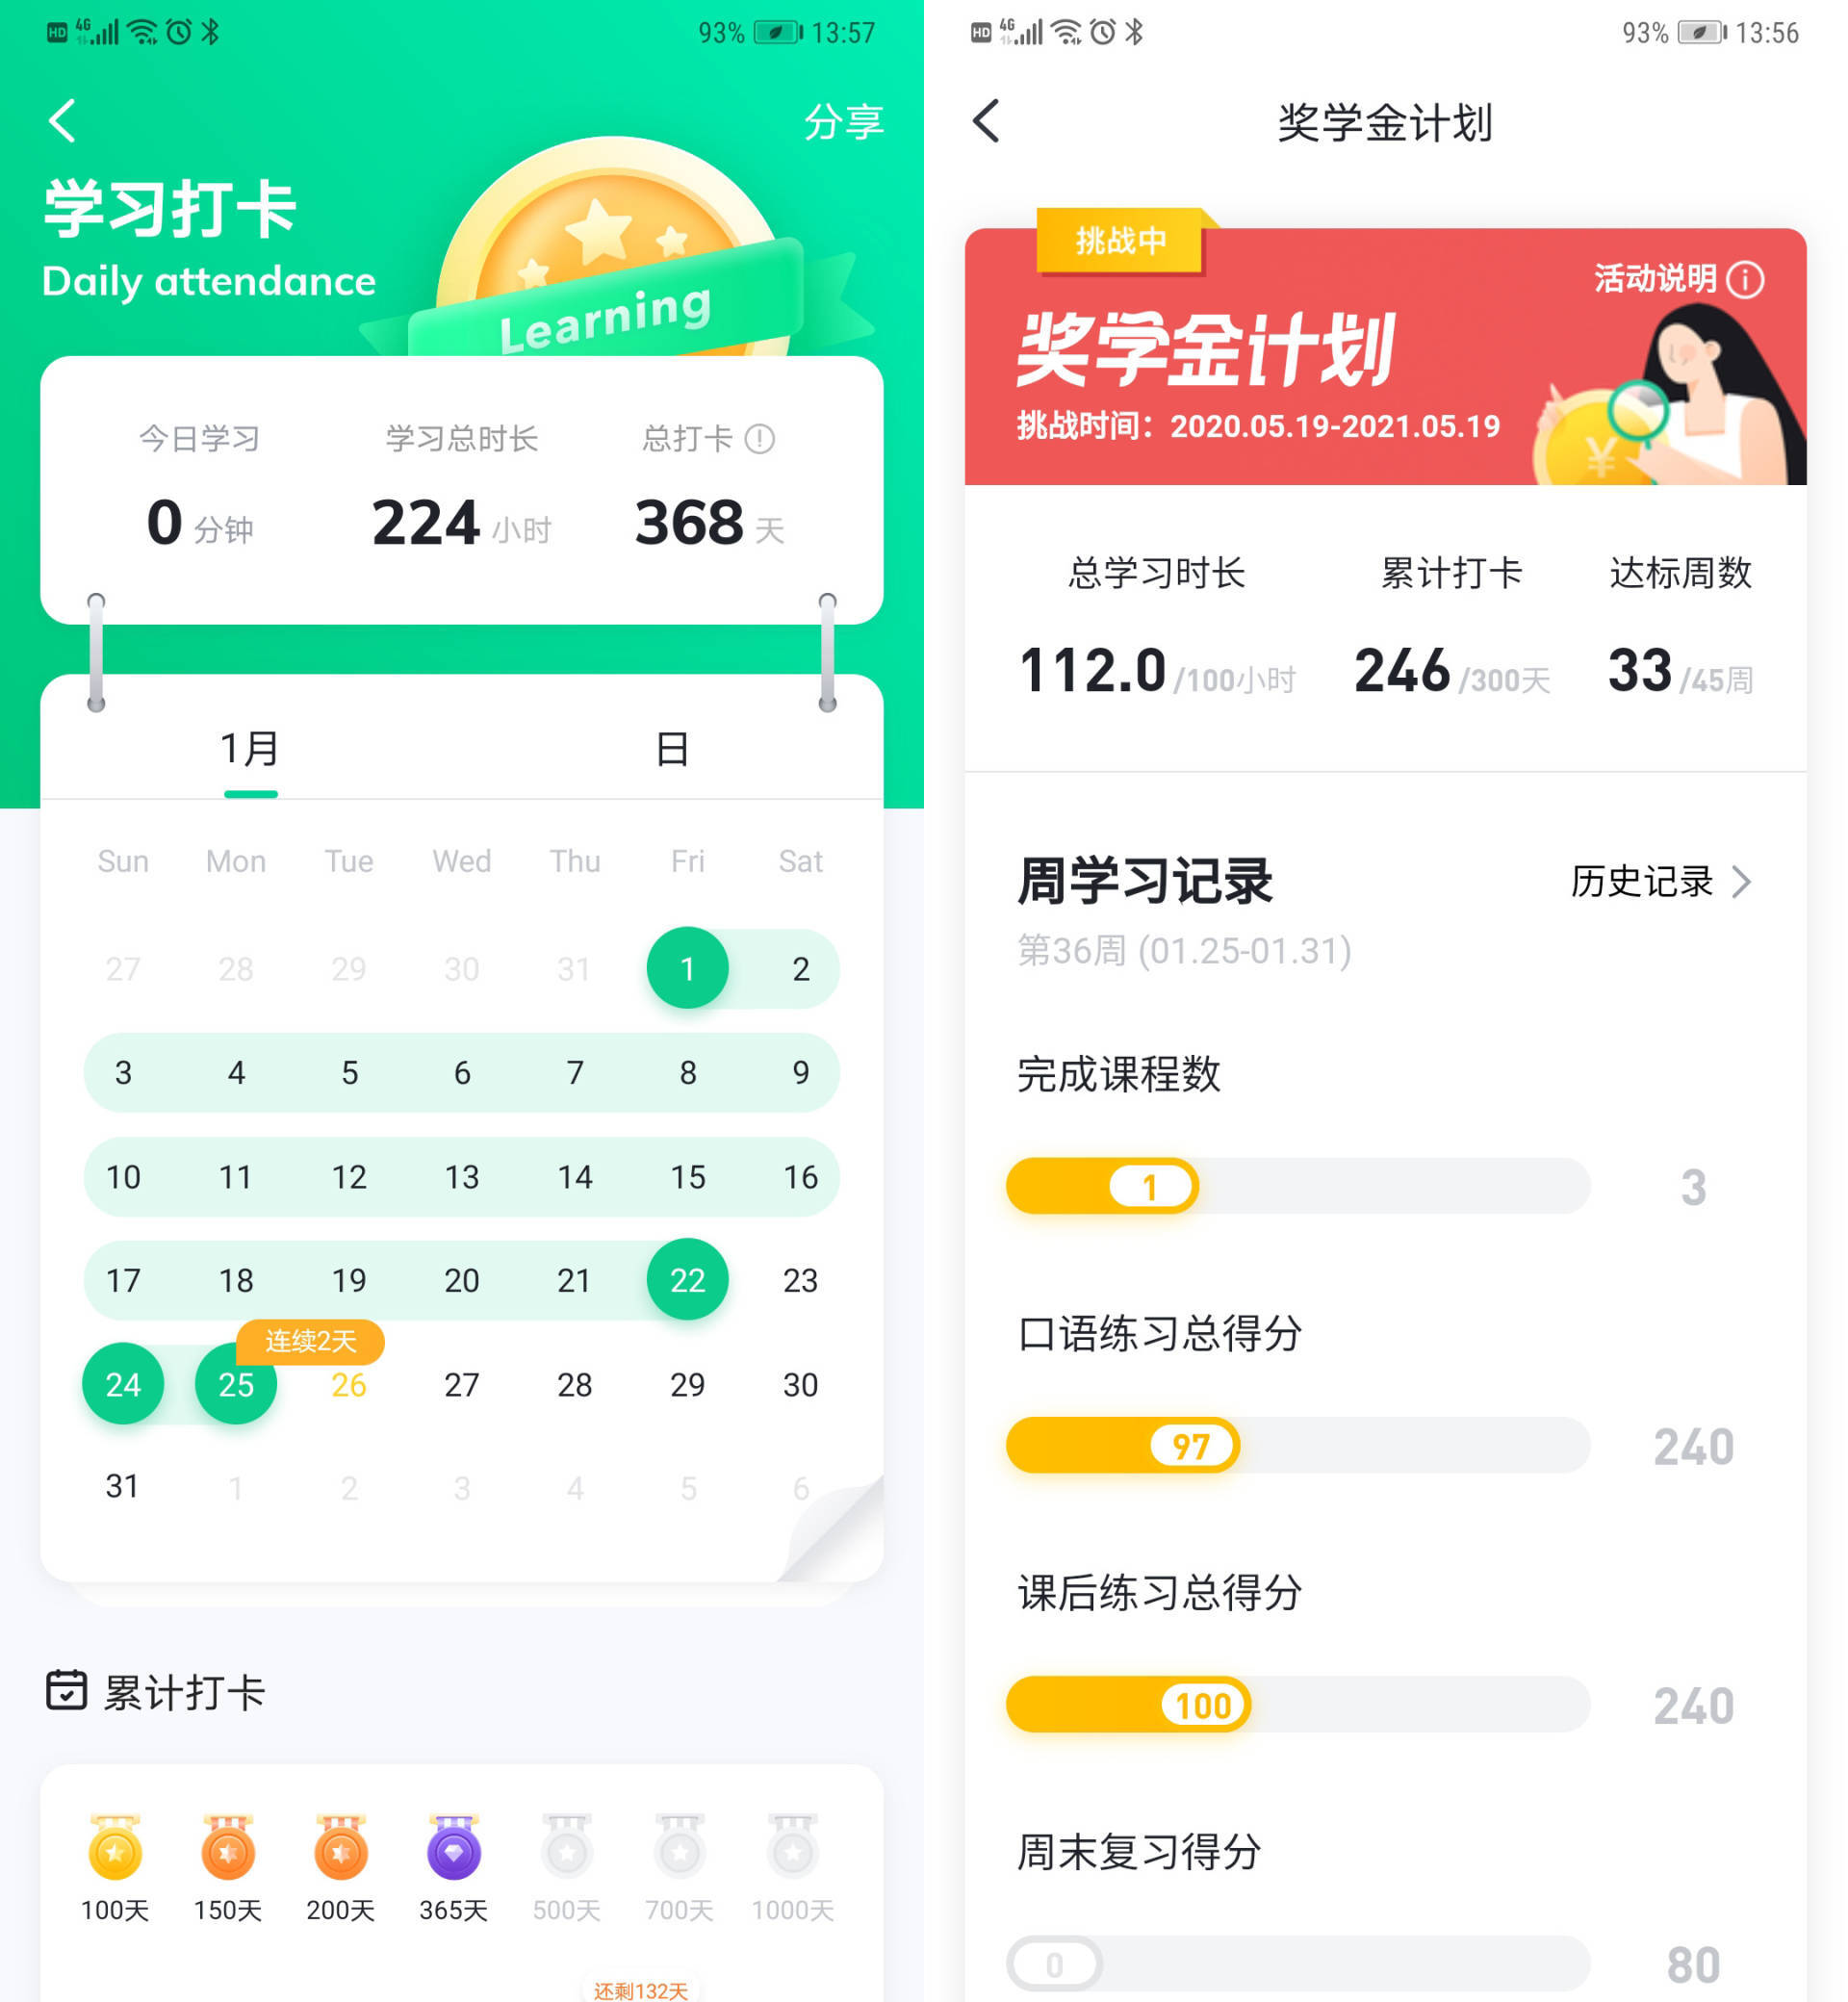 HD 4G 93% 13:57
分享
学习打卡
Daily attendance
Learning
今日学习 学习总时长 总打卡
0 分钟 224 小时 368 天
1月 日
Sun Mon Tue Wed Thu Fri Sat
27 28 29 30 31 1 2
3 4 5 6 7 8 9
10 11 12 13 14 15 16
17 18 19 20 21 22 23
连续2天
24 25 26 27 28 29 30
31 1 2 3 4 5 6
累计打卡
100天 150天 200天 365天 500天 700天 1000天
还剩132天
HD 4G 93% 13:56
奖学金计划
挑战中
活动说明
奖学金计划
挑战时间：2020.05.19-2021.05.19
¥
总学习时长 累计打卡 达标周数
112.0 /100小时 246 /300天 33 /45周
周学习记录 历史记录
第36周 (01.25-01.31)
完成课程数
1 3
口语练习总得分
97 240
课后练习总得分
100 240
周末复习得分
0 80